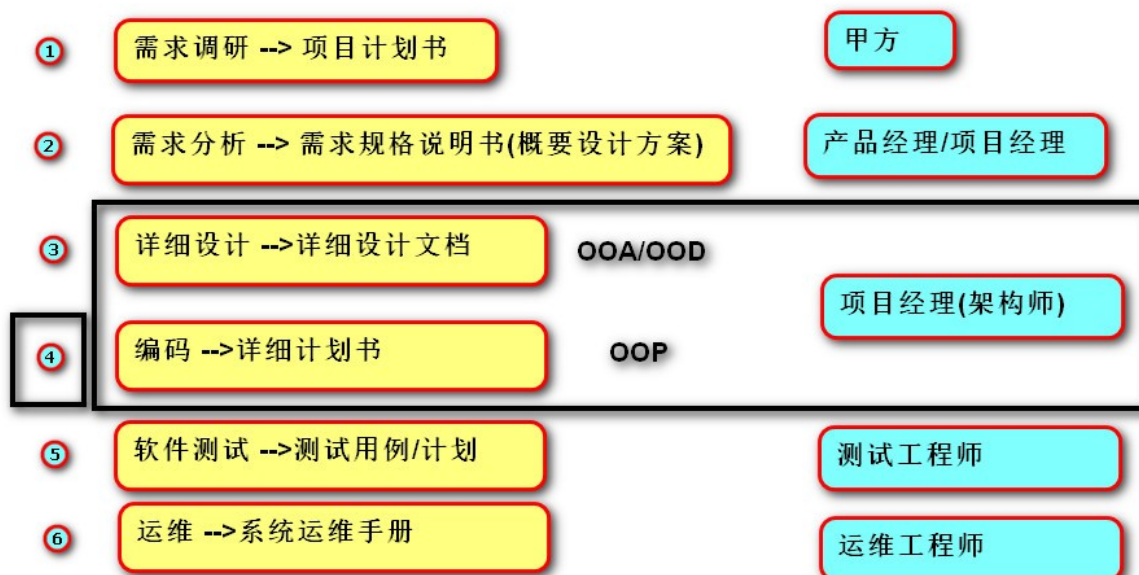 ① 需求调研 --> 项目计划书 甲方
② 需求分析 --> 需求规格说明书(概要设计方案) 产品经理/项目经理
③ 详细设计 -->详细设计文档 OOA/OOD
项目经理(架构师)
④ 编码 -->详细计划书 OOP
⑤ 软件测试 -->测试用例/计划 测试工程师
⑥ 运维 -->系统运维手册 运维工程师